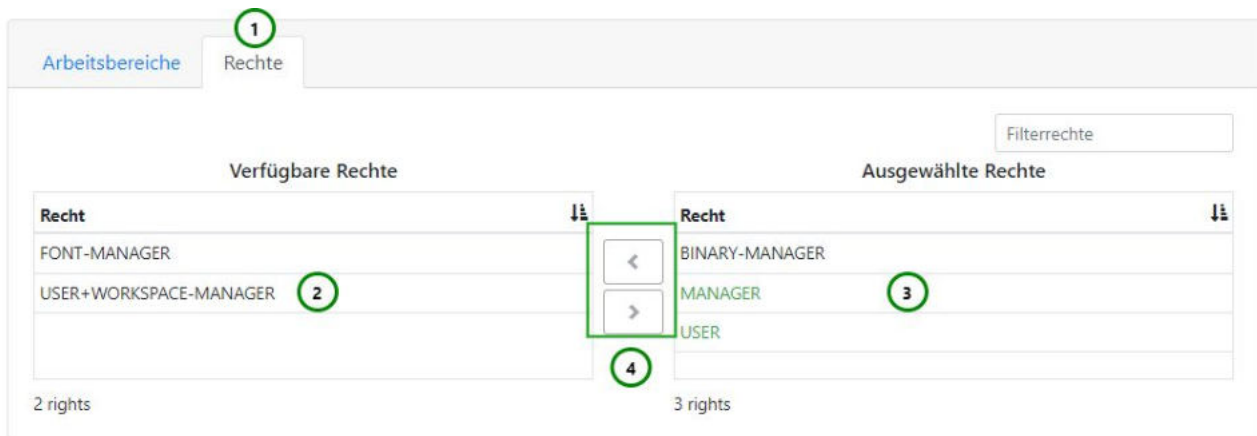 1
Arbeitsbereiche Rechte
Filterrechte
Verfügbare Rechte Ausgewählte Rechte
Recht Recht
FONT-MANAGER BINARY-MANAGER
USER+WORKSPACE-MANAGER 2 MANAGER 3
USER
4
2 rights 3 rights